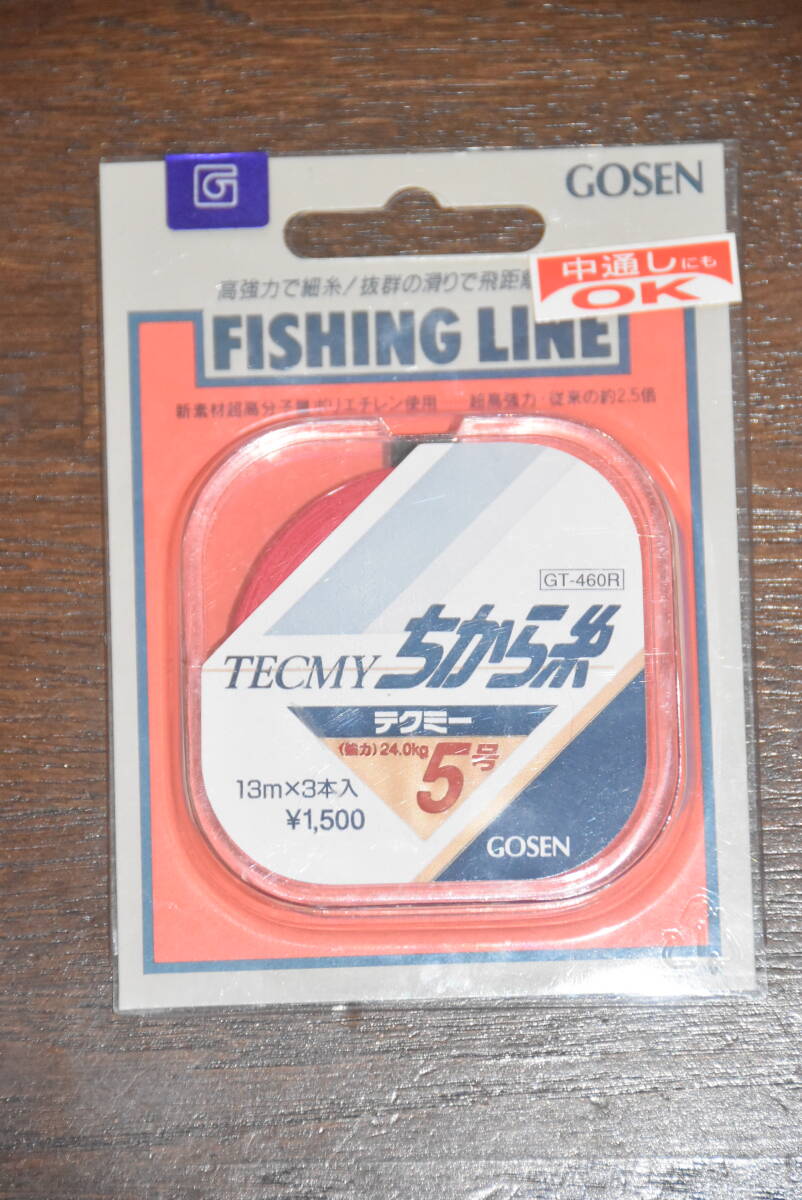 GOSEN
中通しにも
OK
高強力で細糸!抜群の滑りで飛距離
FISHING LINE
新素材超高分子量ポリエチレン使用 超高強力・従来の約2.5倍
GT-460R
TECMY ちから糸
テクミー
24.0kg
5号
13m×3本入
¥1,500
GOSEN